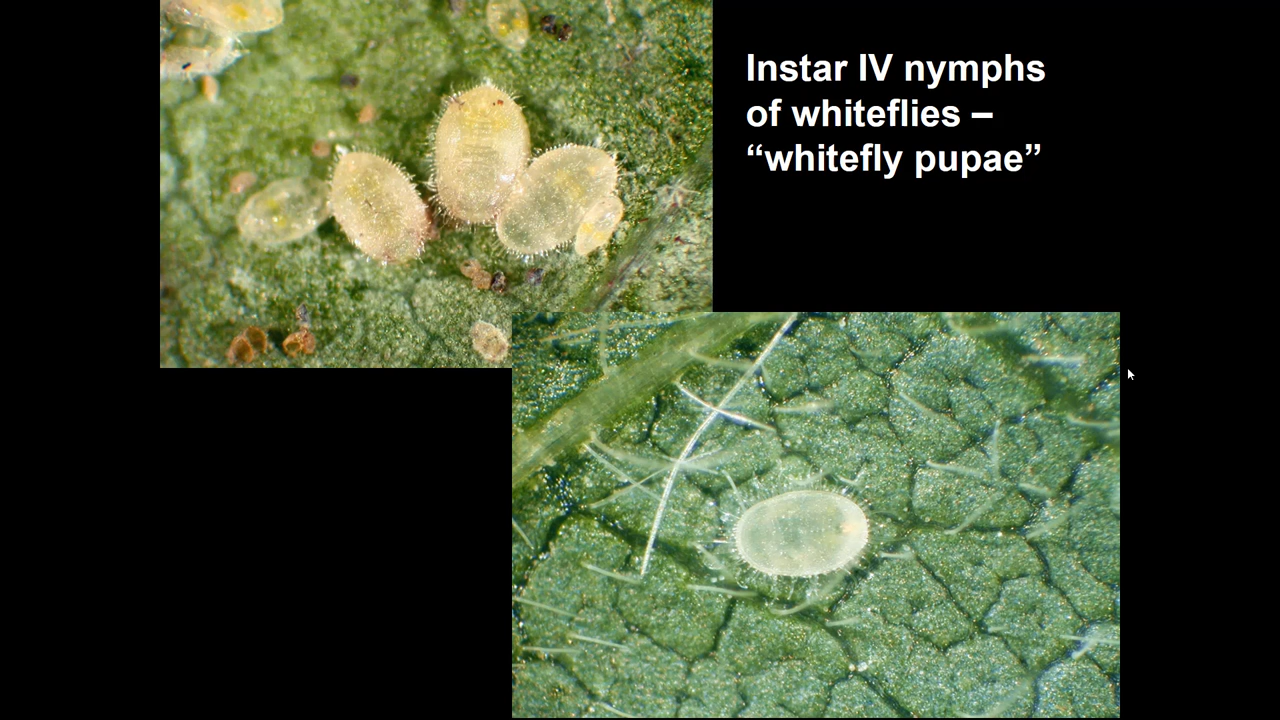 Instar IV nymphs
of whiteflies –
“whitefly pupae”